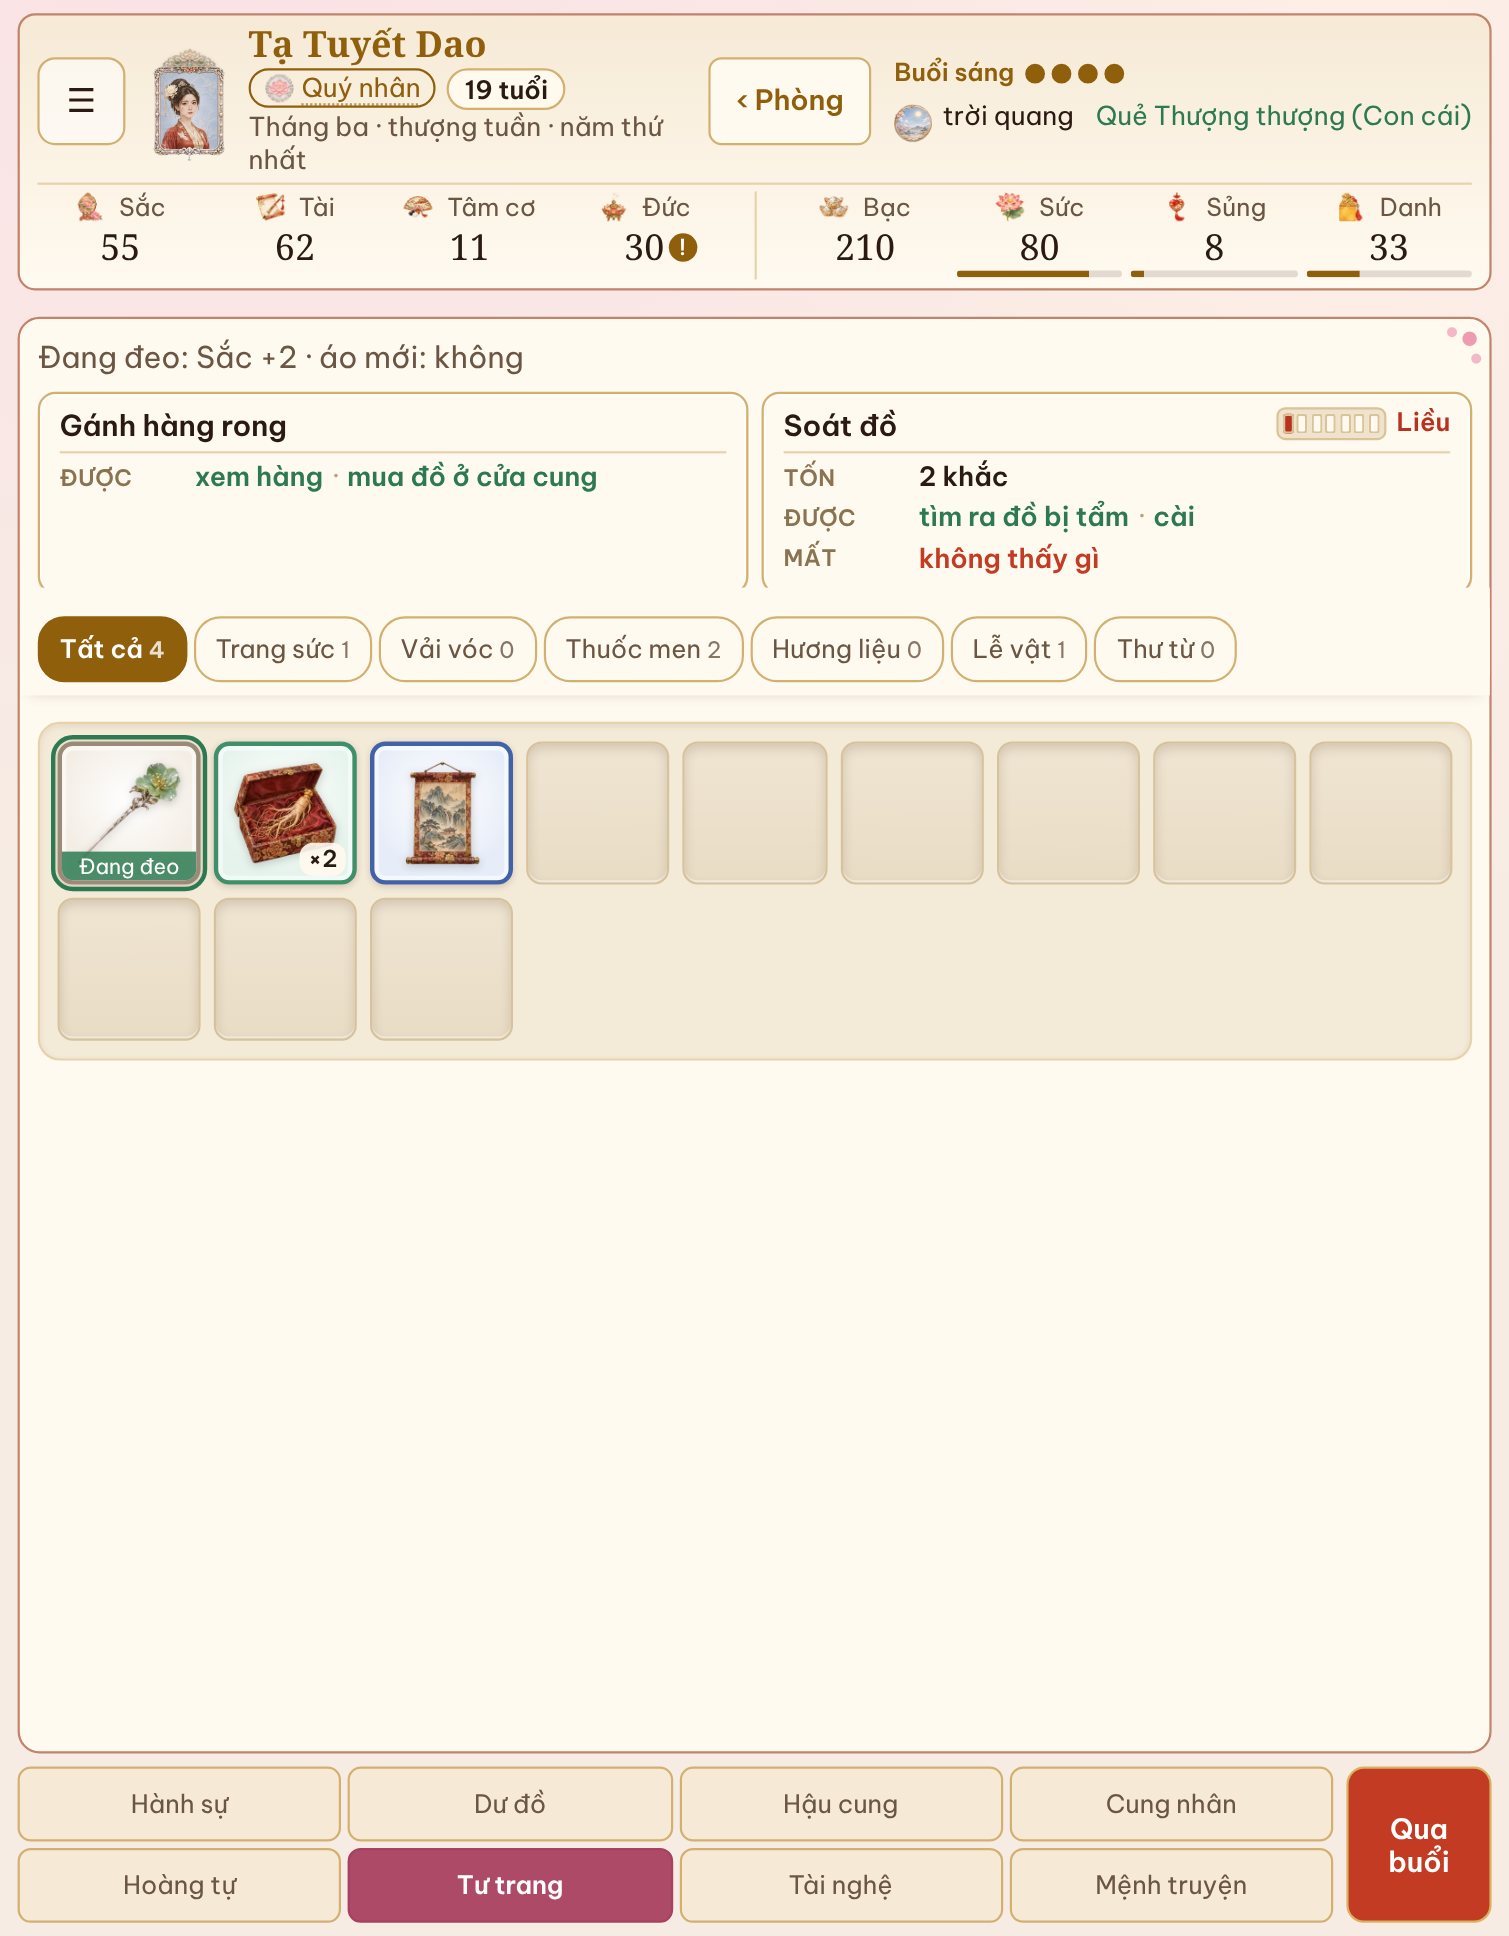 ☰
Tạ Tuyết Dao
Quý nhân 19 tuổi
Tháng ba · thượng tuần · năm thứ nhất
‹ Phòng
Buổi sáng
trời quang Quẻ Thượng thượng (Con cái)
Sắc Tài Tâm cơ Đức Bạc Sức Sủng Danh
55 62 11 30 ! 210 80 8 33
Đang đeo: Sắc +2 · áo mới: không
Gánh hàng rong
ĐƯỢC xem hàng · mua đồ ở cửa cung
Soát đồ Liều
TỐN 2 khắc
ĐƯỢC tìm ra đồ bị tẩm · cài
MẤT không thấy gì
Tất cả 4 Trang sức 1 Vải vóc 0 Thuốc men 2 Hương liệu 0 Lễ vật 1 Thư từ 0
Đang đeo
×2
Hành sự Dư đồ Hậu cung Cung nhân
Hoàng tự Tư trang Tài nghệ Mệnh truyện
Qua
buổi